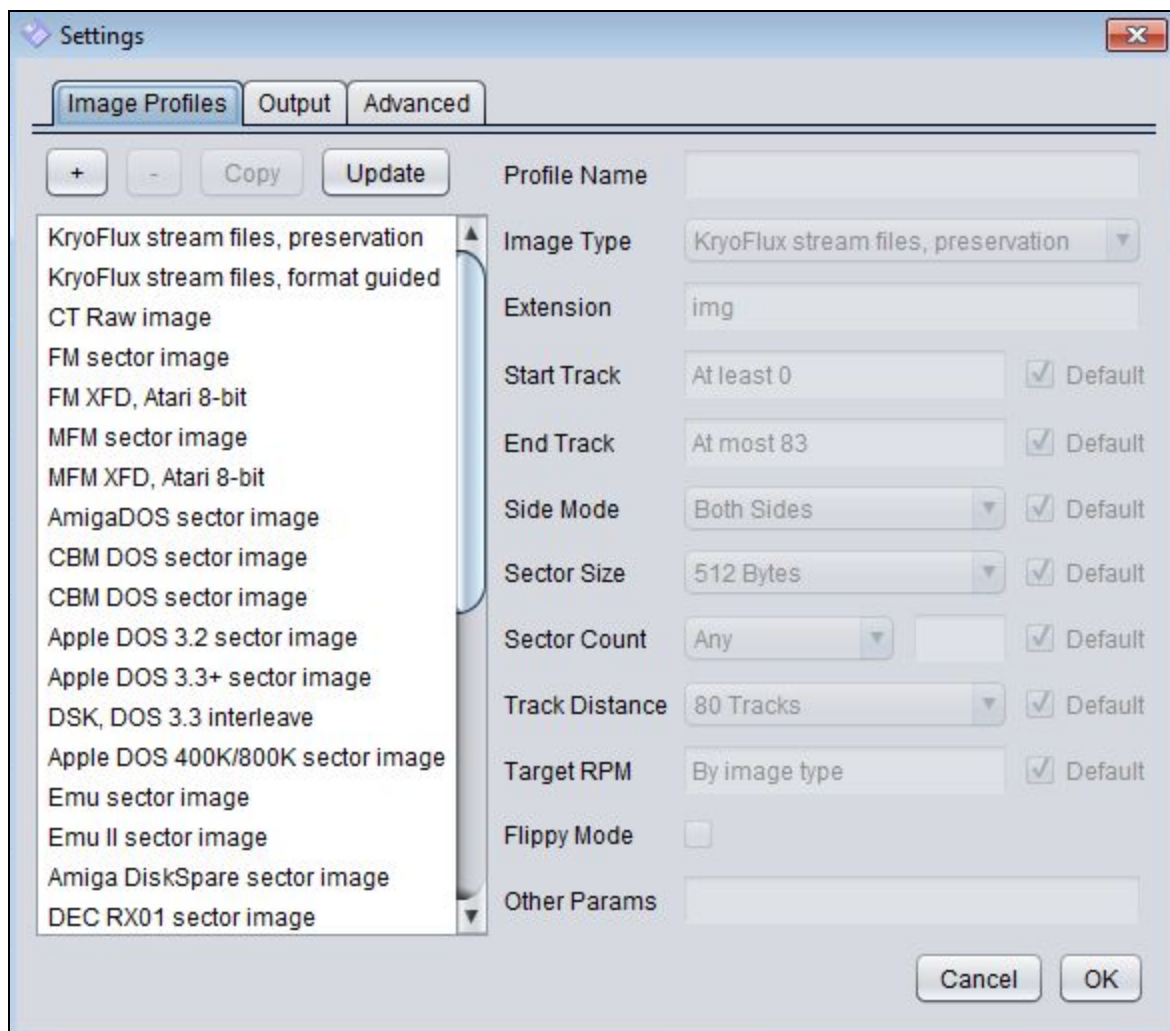 Settings
Image Profiles Output Advanced
+ - Copy Update
KryoFlux stream files, preservation
KryoFlux stream files, format guided
CT Raw image
FM sector image
FM XFD, Atari 8-bit
MFM sector image
MFM XFD, Atari 8-bit
AmigaDOS sector image
CBM DOS sector image
CBM DOS sector image
Apple DOS 3.2 sector image
Apple DOS 3.3+ sector image
DSK, DOS 3.3 interleave
Apple DOS 400K/800K sector image
Emu sector image
Emu II sector image
Amiga DiskSpare sector image
DEC RX01 sector image
Profile Name
Image Type KryoFlux stream files, preservation
Extension img
Start Track At least 0 Default
End Track At most 83 Default
Side Mode Both Sides Default
Sector Size 512 Bytes Default
Sector Count Any Default
Track Distance 80 Tracks Default
Target RPM By image type Default
Flippy Mode
Other Params
Cancel OK